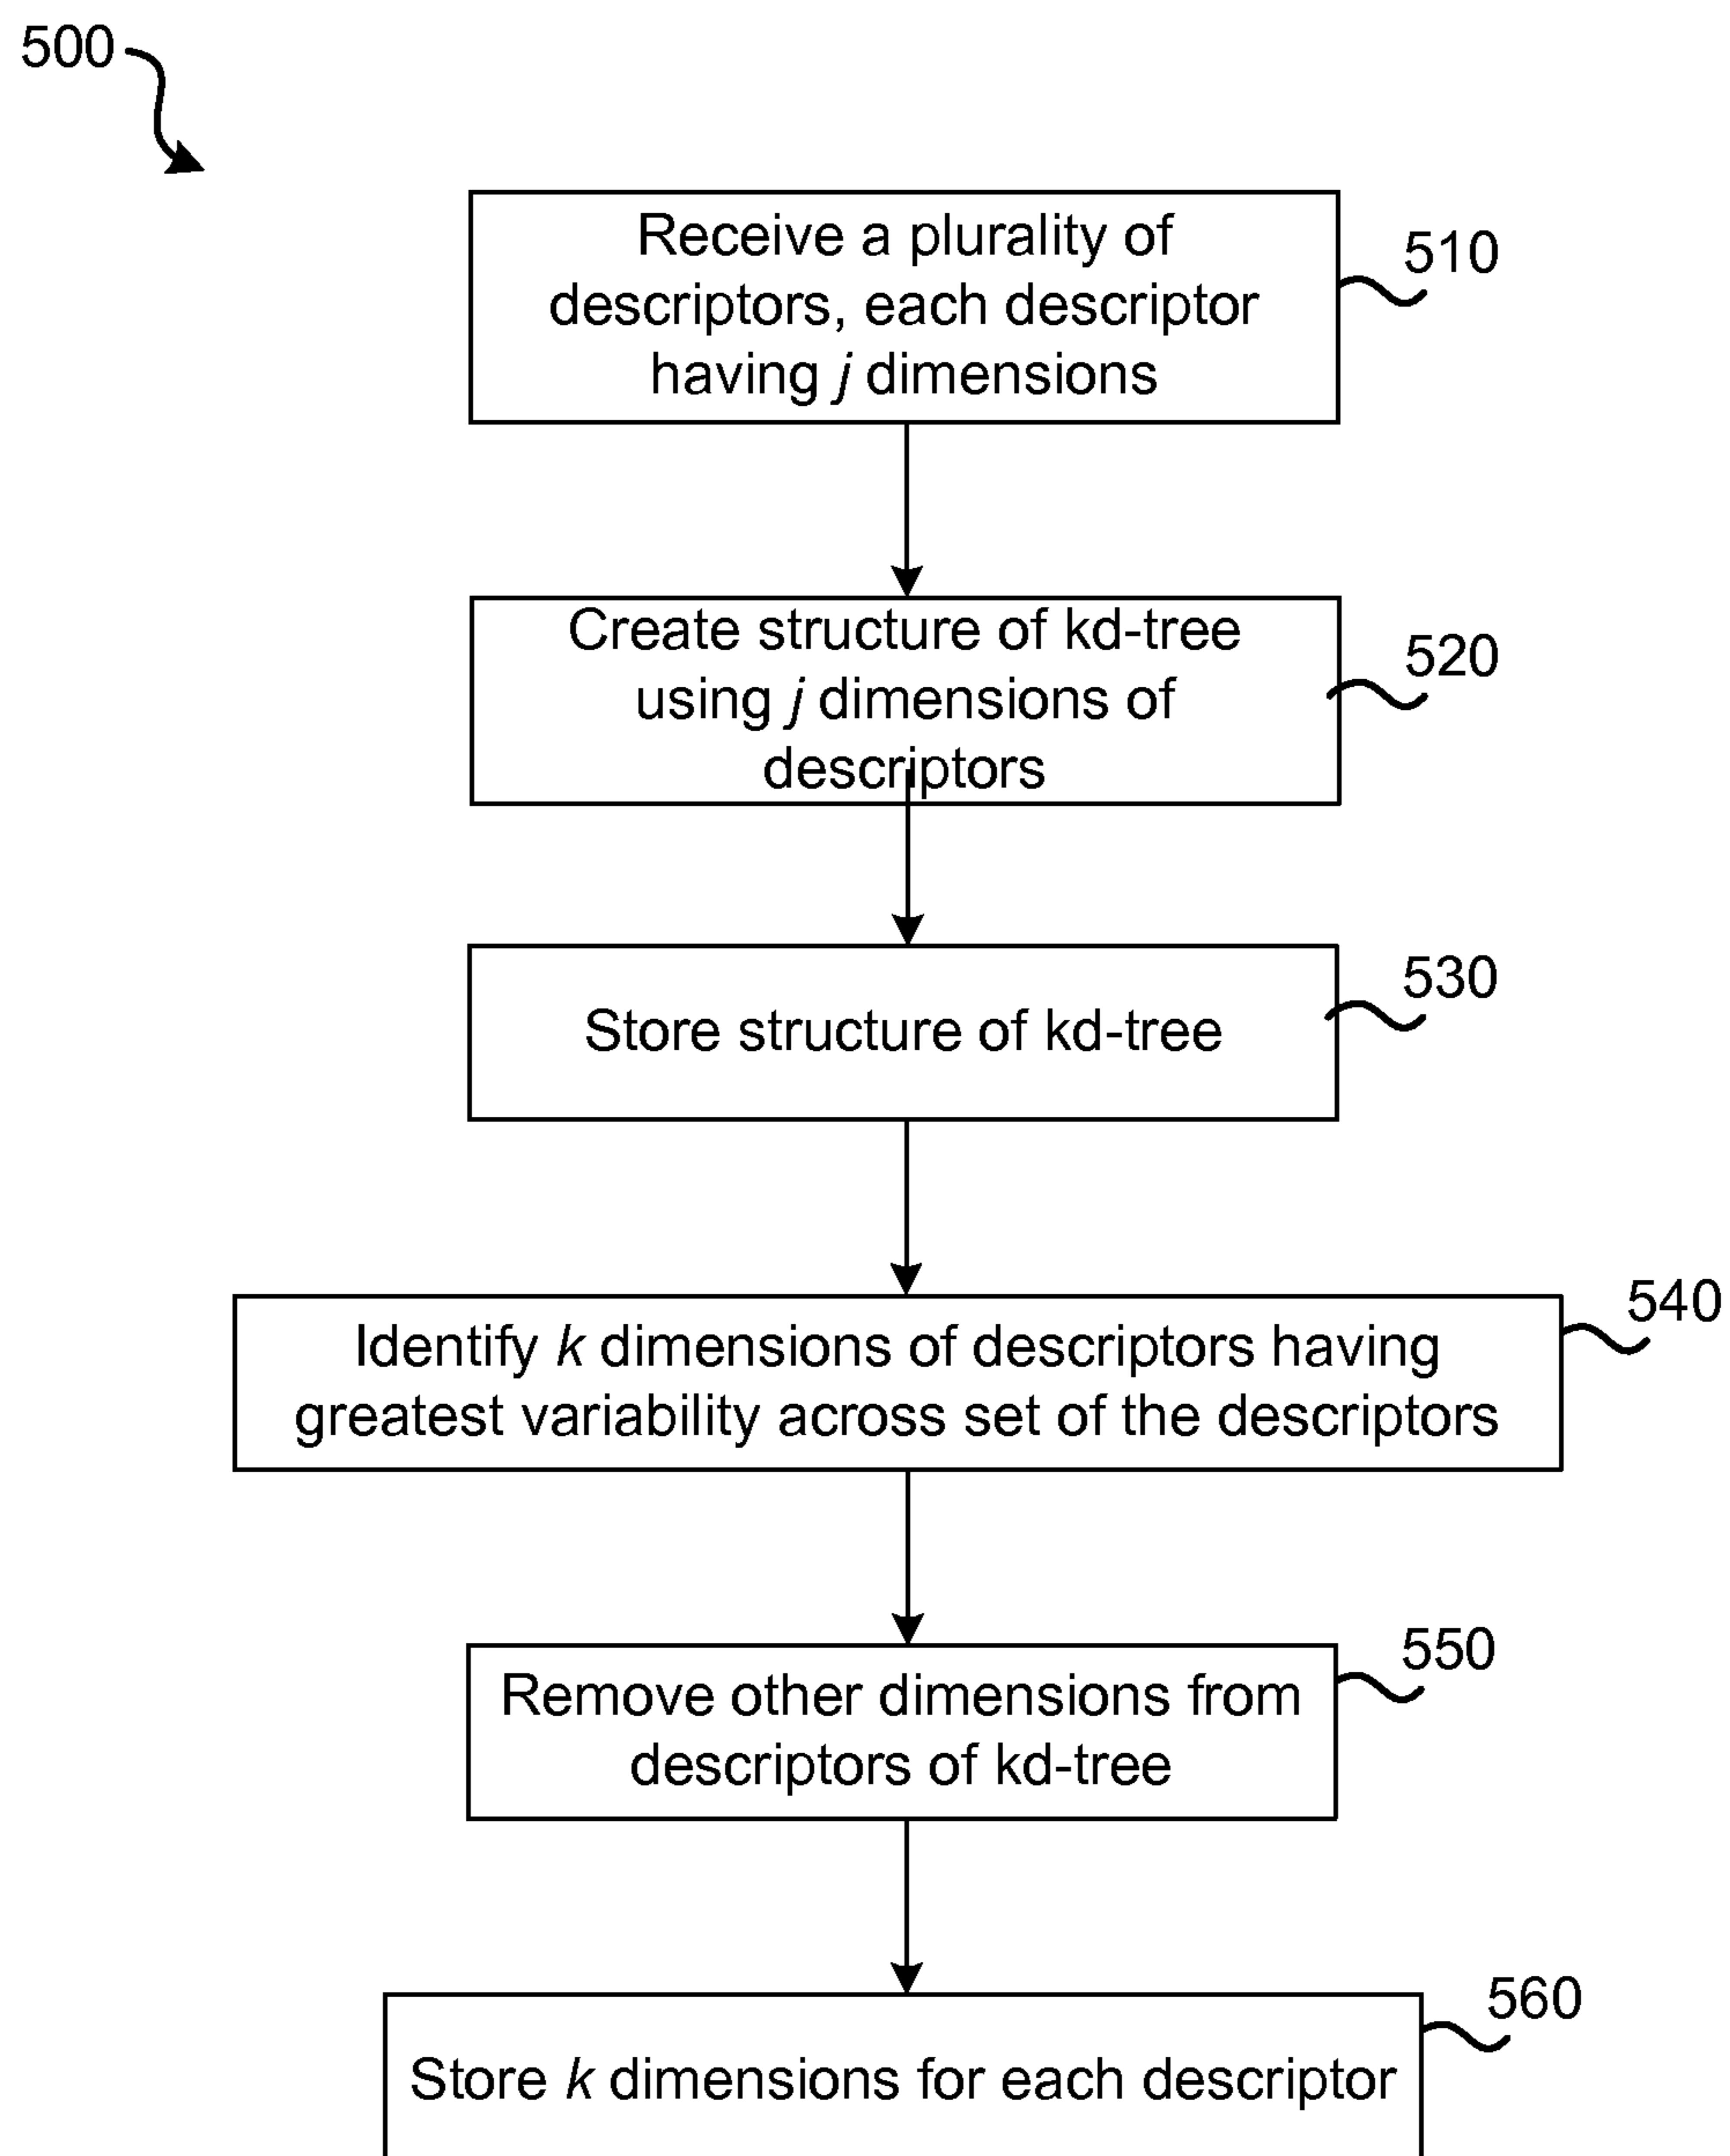 500
Receive a plurality of
descriptors, each descriptor
having j dimensions
510
Create structure of kd-tree
using j dimensions of
descriptors
520
Store structure of kd-tree
530
Identify k dimensions of descriptors having
greatest variability across set of the descriptors
540
Remove other dimensions from
descriptors of kd-tree
550
Store k dimensions for each descriptor
560